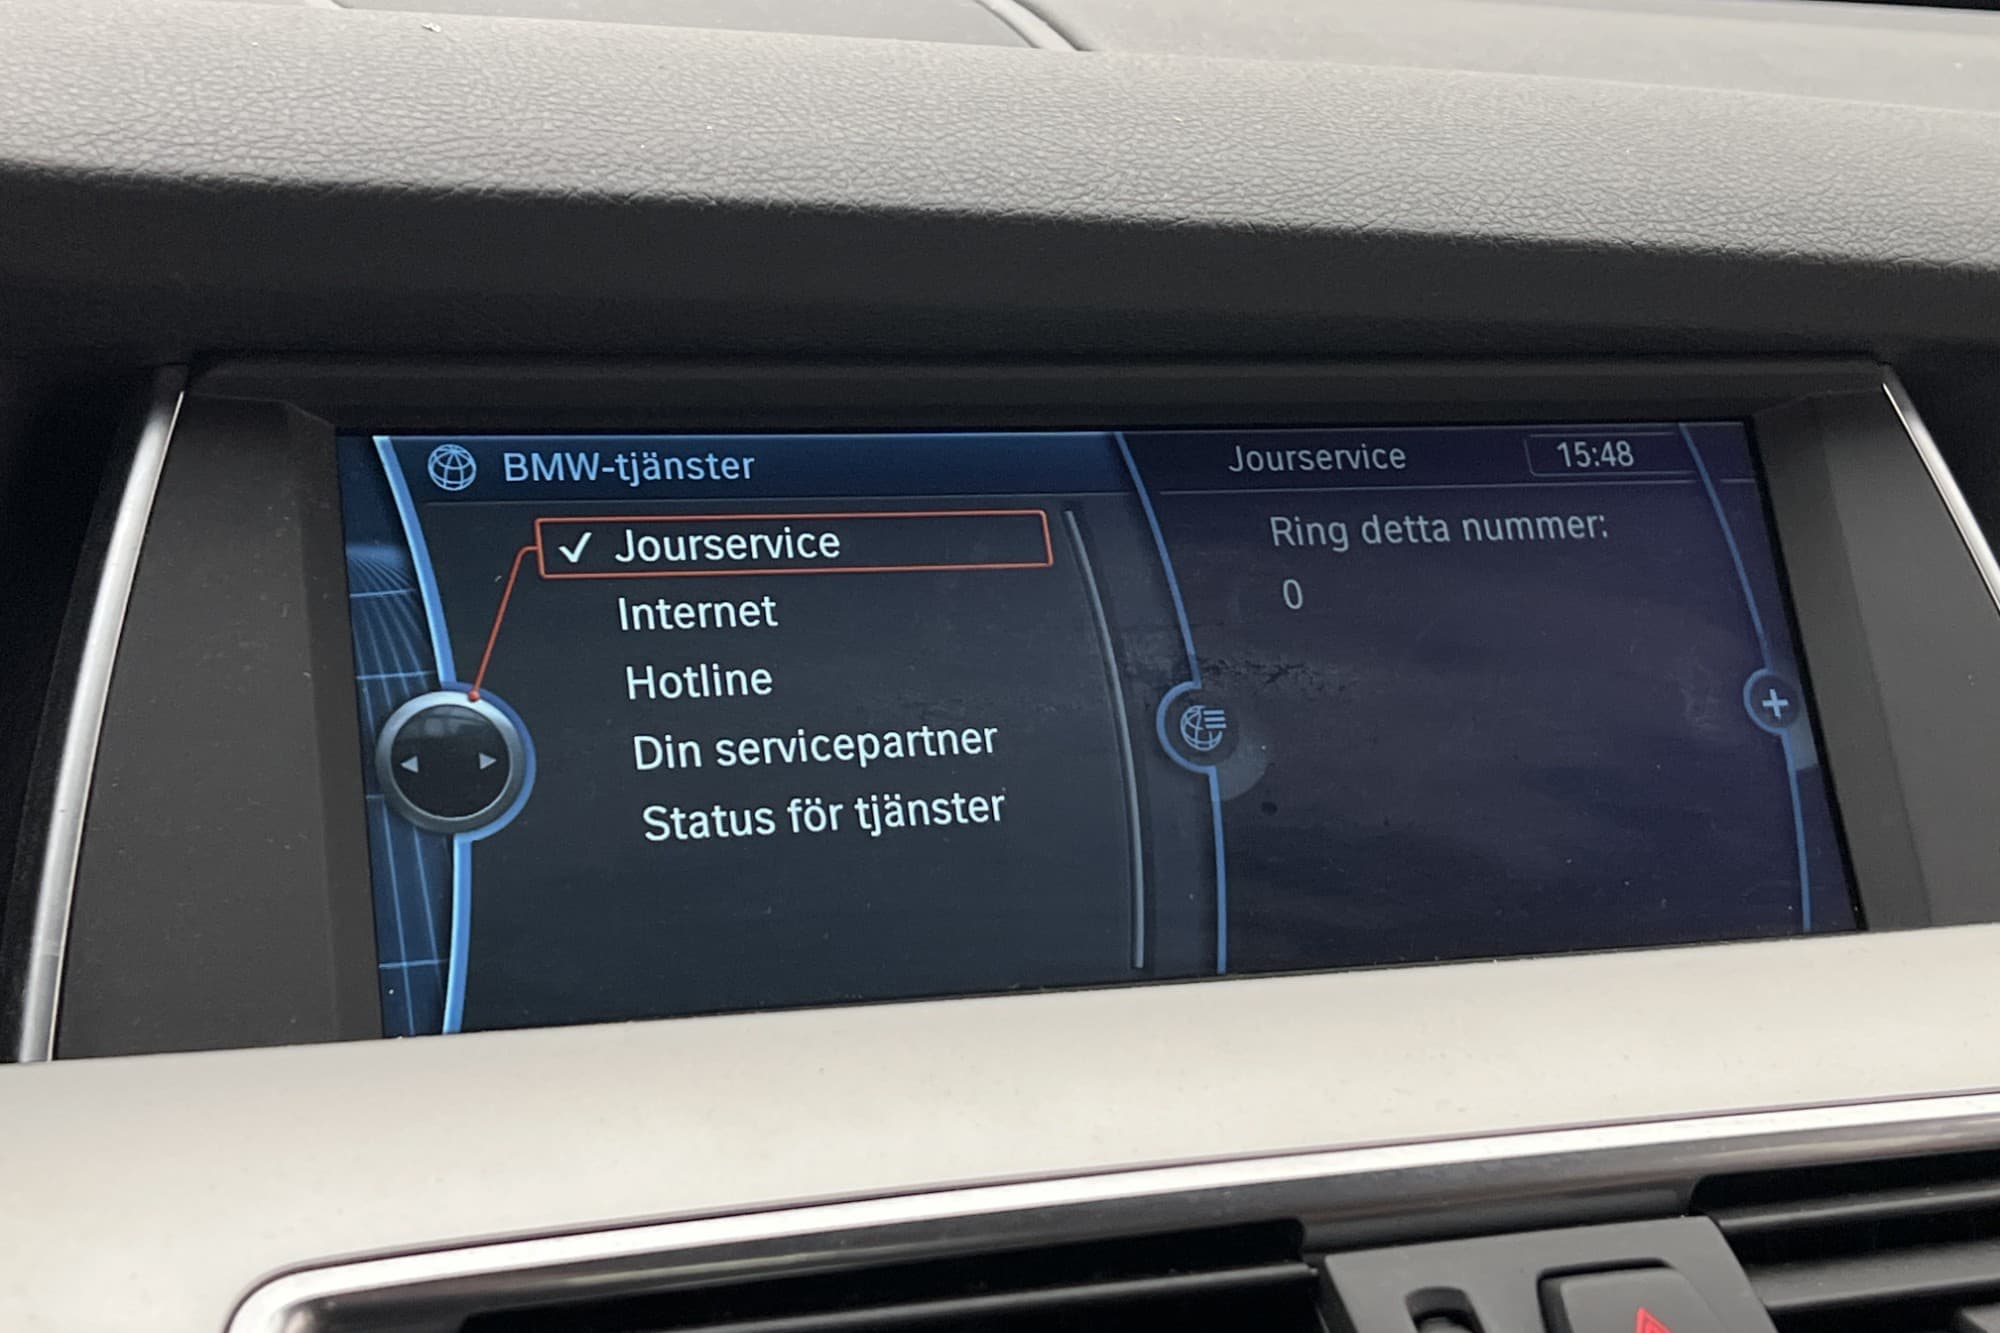 BMW-tjänster
Jourservice
Internet
Hotline
Din servicepartner
Status för tjänster
Jourservice
15:48
Ring detta nummer:
0